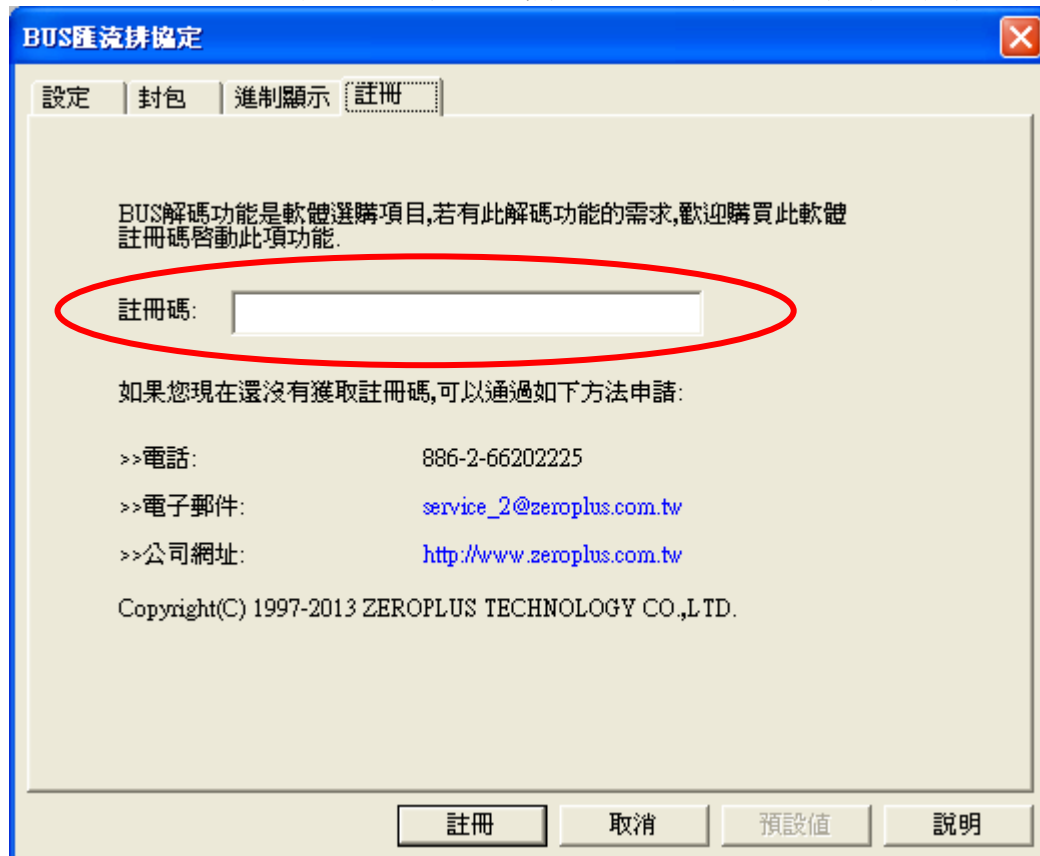 BUS匯流排協定
設定 封包 進制顯示 註冊
BUS解碼功能是軟體選購項目,若有此解碼功能的需求,歡迎購買此軟體
註冊碼啓動此項功能.
註冊碼:
如果您現在還沒有獲取註冊碼,可以通過如下方法申請:
>>電話: 886-2-66202225
>>電子郵件: service_2@zeroplus.com.tw
>>公司網址: http://www.zeroplus.com.tw
Copyright(C) 1997-2013 ZEROPLUS TECHNOLOGY CO.,LTD.
註冊 取消 預設值 說明